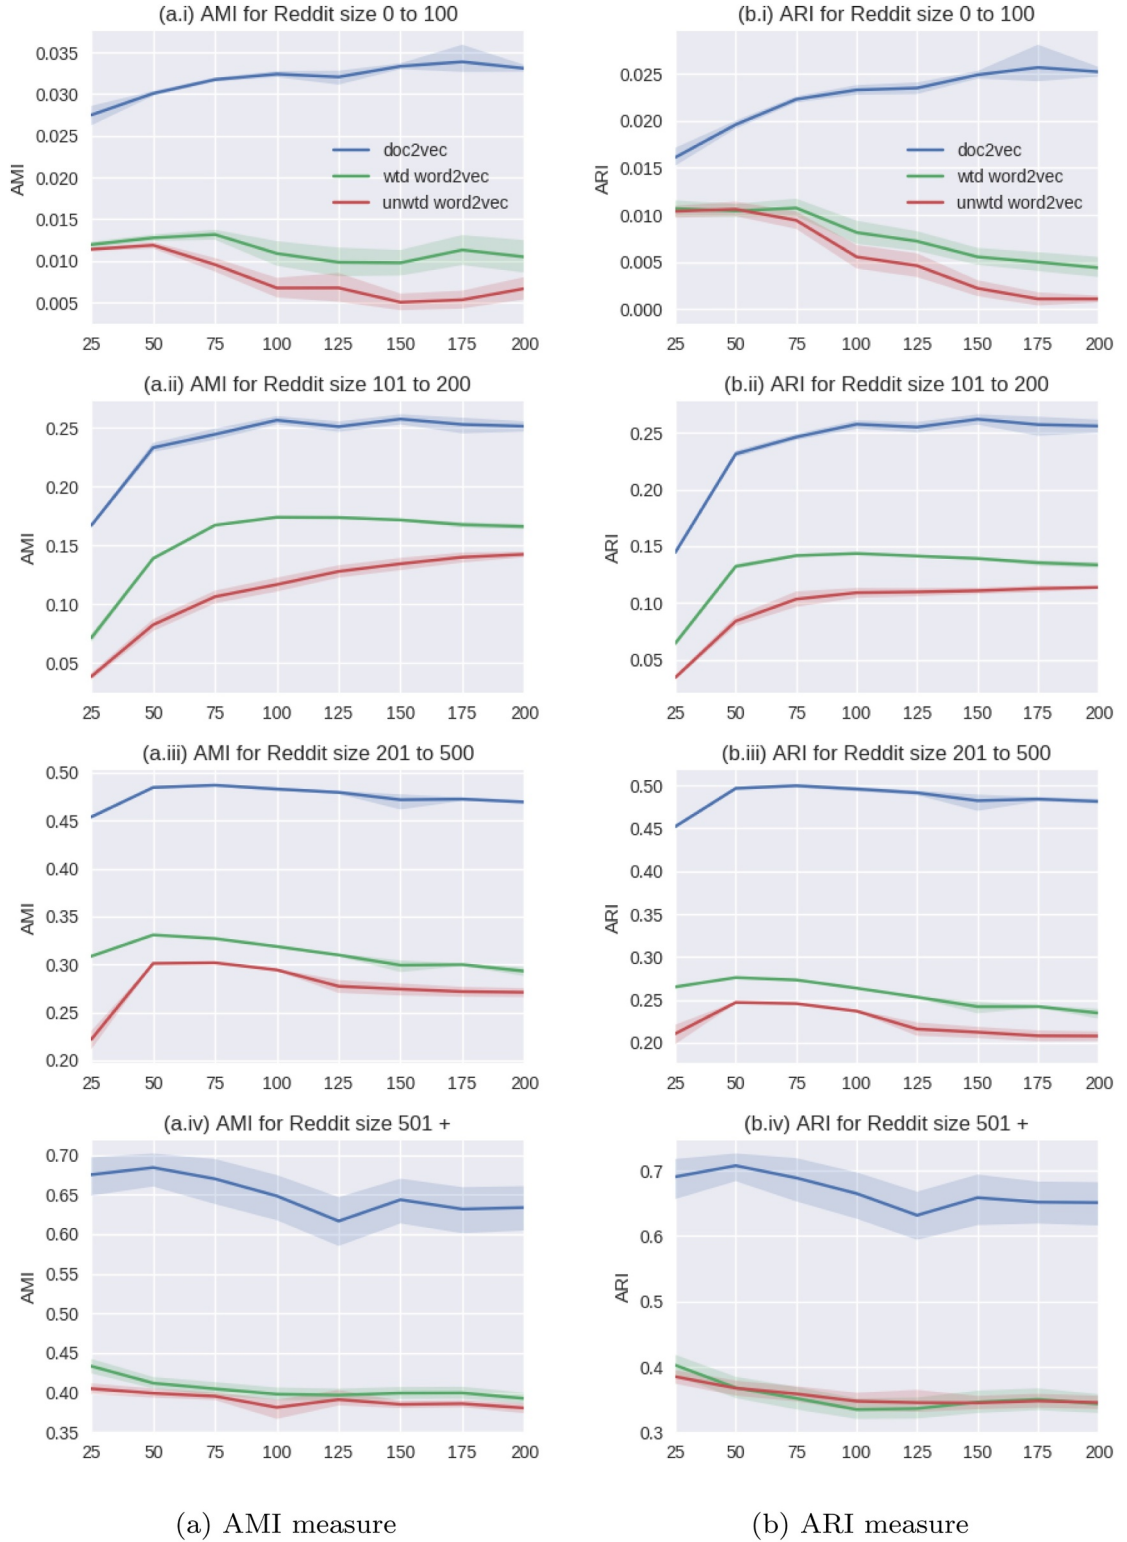 (a.i) AMI for Reddit size 0 to 100
0.035
0.030
0.025
0.020
0.015
0.010
0.005
AMI
doc2vec
wtd word2vec
unwtd word2vec
25 50 75 100 125 150 175 200
(b.i) ARI for Reddit size 0 to 100
0.025
0.020
0.015
0.010
0.005
0.000
ARI
doc2vec
wtd word2vec
unwtd word2vec
25 50 75 100 125 150 175 200
(a.ii) AMI for Reddit size 101 to 200
0.25
0.20
0.15
0.10
0.05
AMI
25 50 75 100 125 150 175 200
(b.ii) ARI for Reddit size 101 to 200
0.25
0.20
0.15
0.10
0.05
ARI
25 50 75 100 125 150 175 200
(a.iii) AMI for Reddit size 201 to 500
0.50
0.45
0.40
0.35
0.30
0.25
0.20
AMI
25 50 75 100 125 150 175 200
(b.iii) ARI for Reddit size 201 to 500
0.50
0.45
0.40
0.35
0.30
0.25
0.20
ARI
25 50 75 100 125 150 175 200
(a.iv) AMI for Reddit size 501 +
0.70
0.65
0.60
0.55
0.50
0.45
0.40
0.35
AMI
25 50 75 100 125 150 175 200
(b.iv) ARI for Reddit size 501 +
0.7
0.6
0.5
0.4
0.3
ARI
25 50 75 100 125 150 175 200
(a) AMI measure
(b) ARI measure